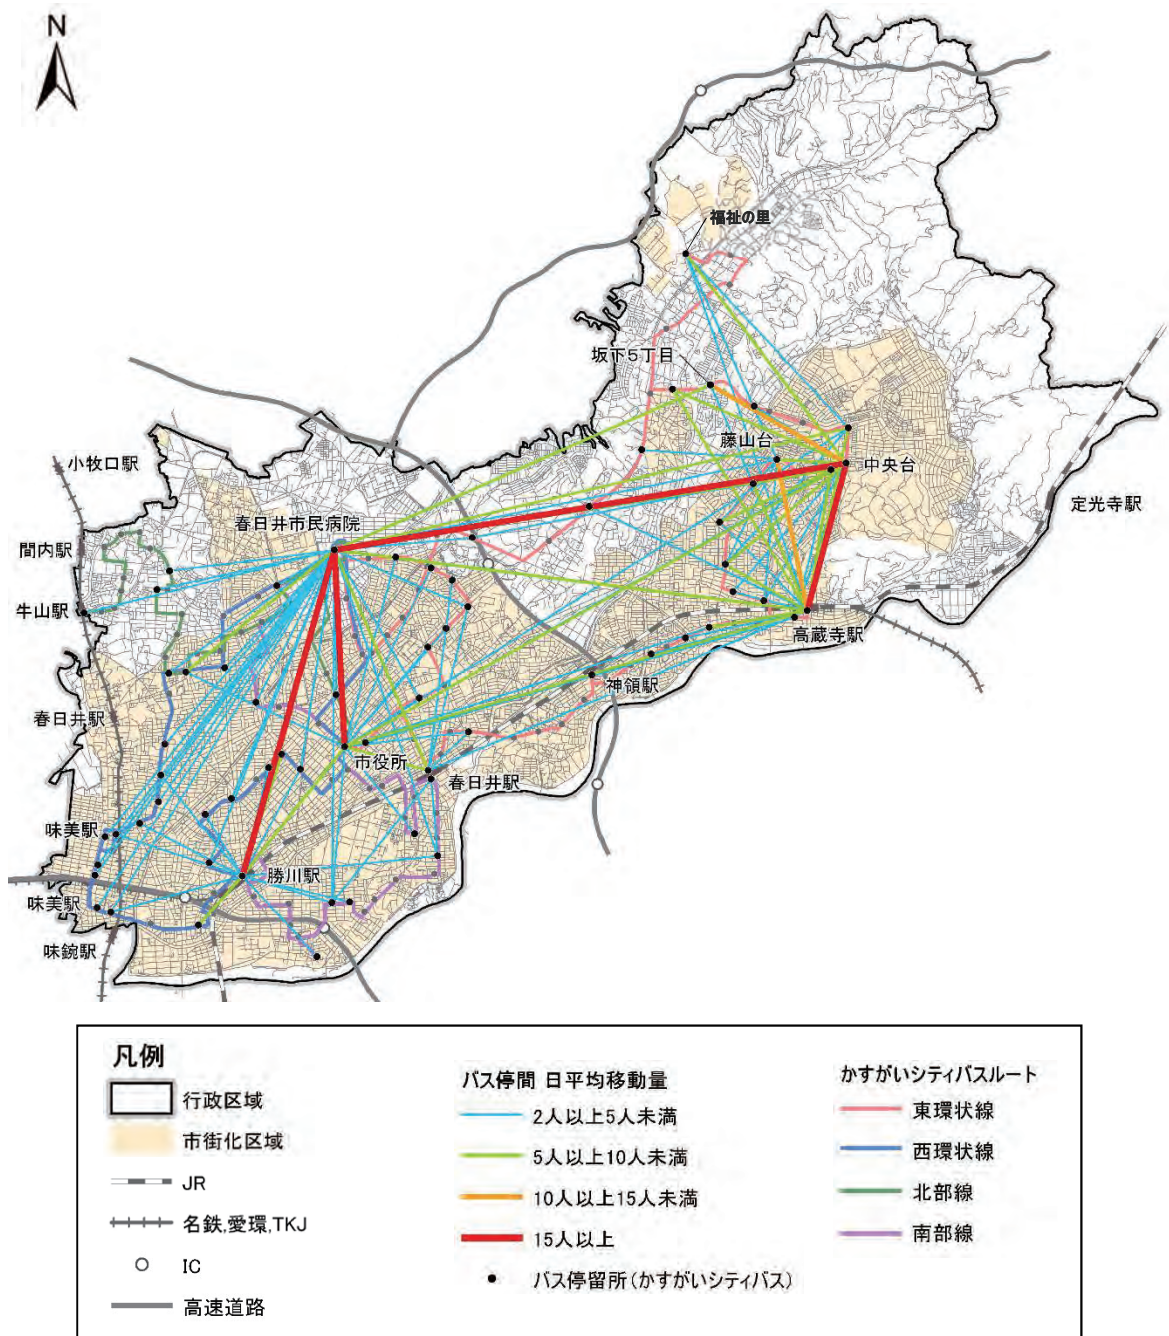 N
福祉の里
坂下5丁目
藤山台
中央台
小牧口駅
定光寺駅
春日井市民病院
間内駅
牛山駅
高蔵寺駅
神領駅
春日井駅
市役所
春日井駅
味美駅
勝川駅
味美駅
味鋺駅
凡例
行政区域
市街化区域
JR
名鉄,愛環,TKJ
IC
高速道路
バス停間 日平均移動量
2人以上5人未満
5人以上10人未満
10人以上15人未満
15人以上
バス停留所(かすがいシティバス)
かすがいシティバスルート
東環状線
西環状線
北部線
南部線